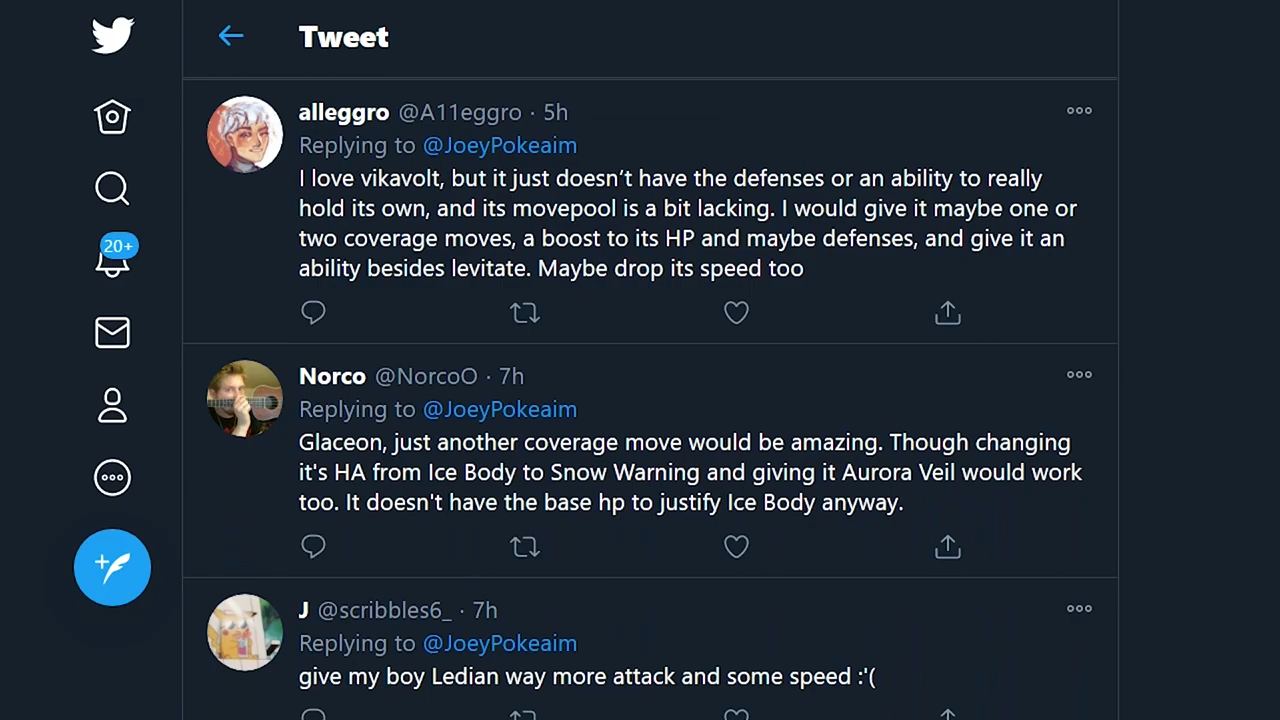 Tweet
alleggro @A11eggro · 5h
Replying to @JoeyPokeaim
I love vikavolt, but it just doesn‘t have the defenses or an ability to really
hold its own, and its movepool is a bit lacking. I would give it maybe one or
two coverage moves, a boost to its HP and maybe defenses, and give it an
ability besides levitate. Maybe drop its speed too
20+
Norco @NorcoO · 7h
Replying to @JoeyPokeaim
Glaceon, just another coverage move would be amazing. Though changing
it's HA from Ice Body to Snow Warning and giving it Aurora Veil would work
too. It doesn't have the base hp to justify Ice Body anyway.
J @scribbles6_ · 7h
Replying to @JoeyPokeaim
give my boy Ledian way more attack and some speed :'(